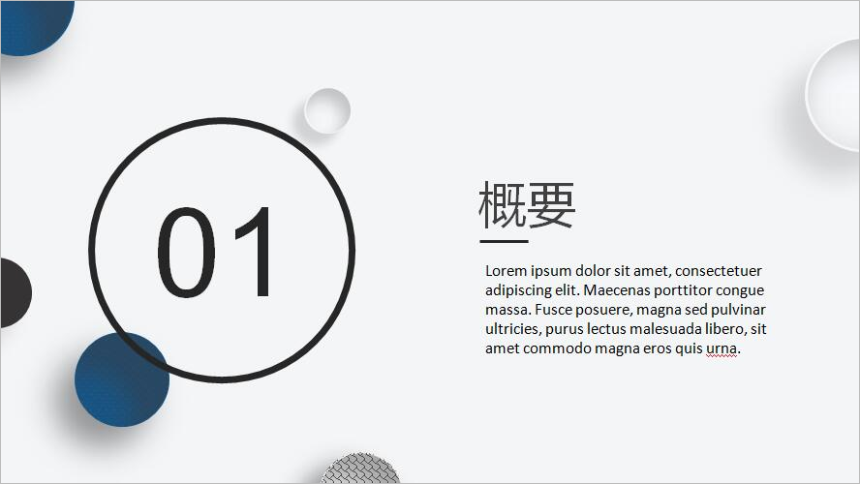 01
概要
Lorem ipsum dolor sit amet, consectetuer
adipiscing elit. Maecenas porttitor congue
massa. Fusce posuere, magna sed pulvinar
ultricies, purus lectus malesuada libero, sit
amet commodo magna eros quis urna.